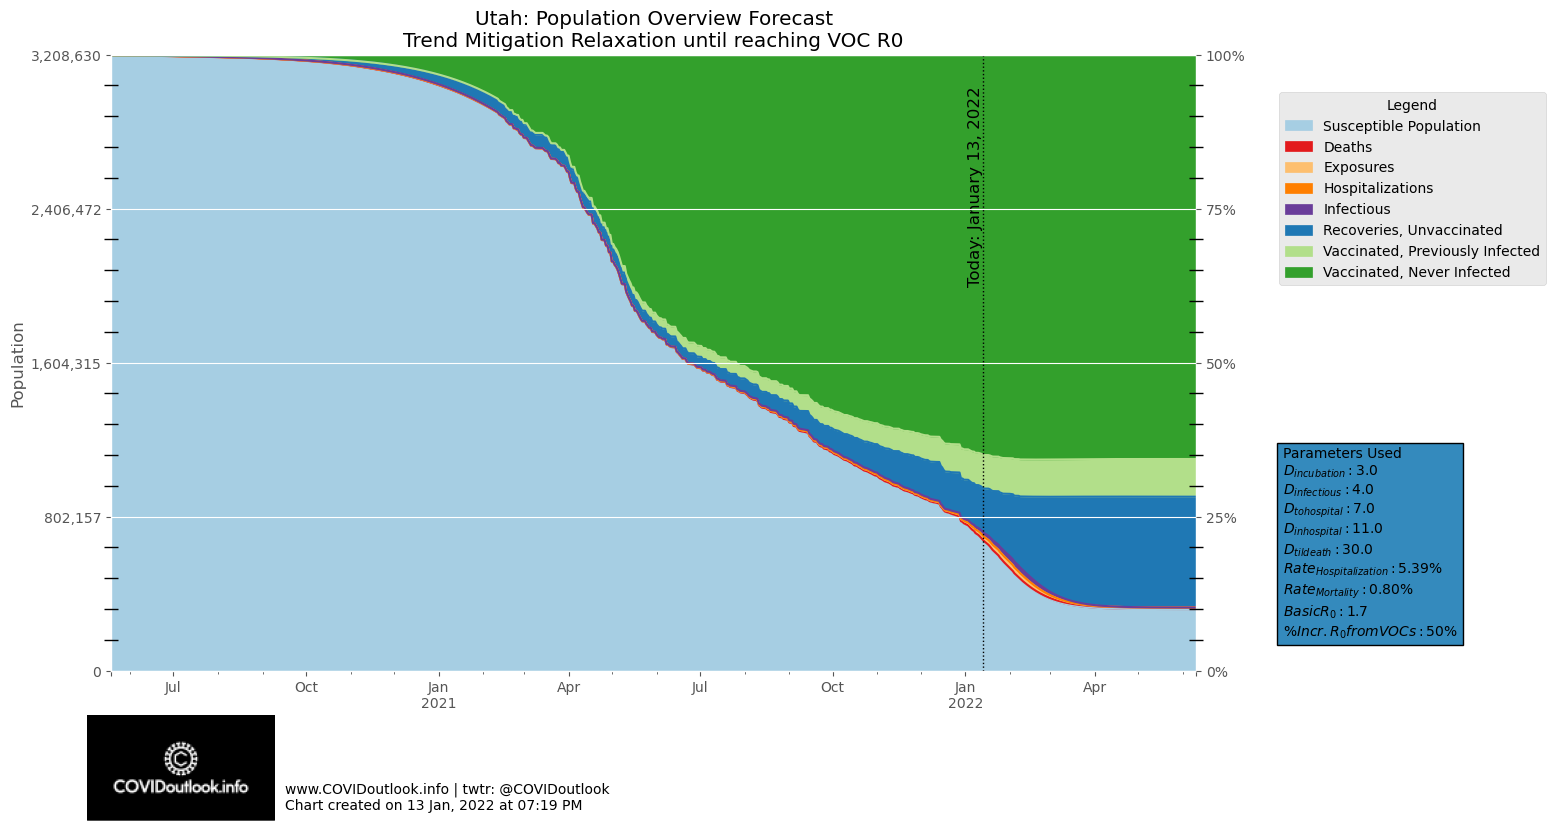 Utah: Population Overview Forecast
Trend Mitigation Relaxation until reaching VOC R0
Population
3,208,630
2,406,472
1,604,315
802,157
0
100%
75%
50%
25%
0%
Today: January 13, 2022
Jul
Oct
Jan
2021
Apr
Jul
Oct
Jan
2022
Apr
Legend
Susceptible Population
Deaths
Exposures
Hospitalizations
Infectious
Recoveries, Unvaccinated
Vaccinated, Previously Infected
Vaccinated, Never Infected
Parameters Used
Dincubation : 3.0
Dinfectious : 4.0
Dtohospital : 7.0
Dinhospital : 11.0
Dtildeath : 30.0
RateHospitalization : 5.39%
RateMortality : 0.80%
BasicR0 : 1.7
%Incr. R0fromVOCs : 50%
COVIDoutlook.info
www.COVIDoutlook.info | twtr: @COVIDoutlook
Chart created on 13 Jan, 2022 at 07:19 PM